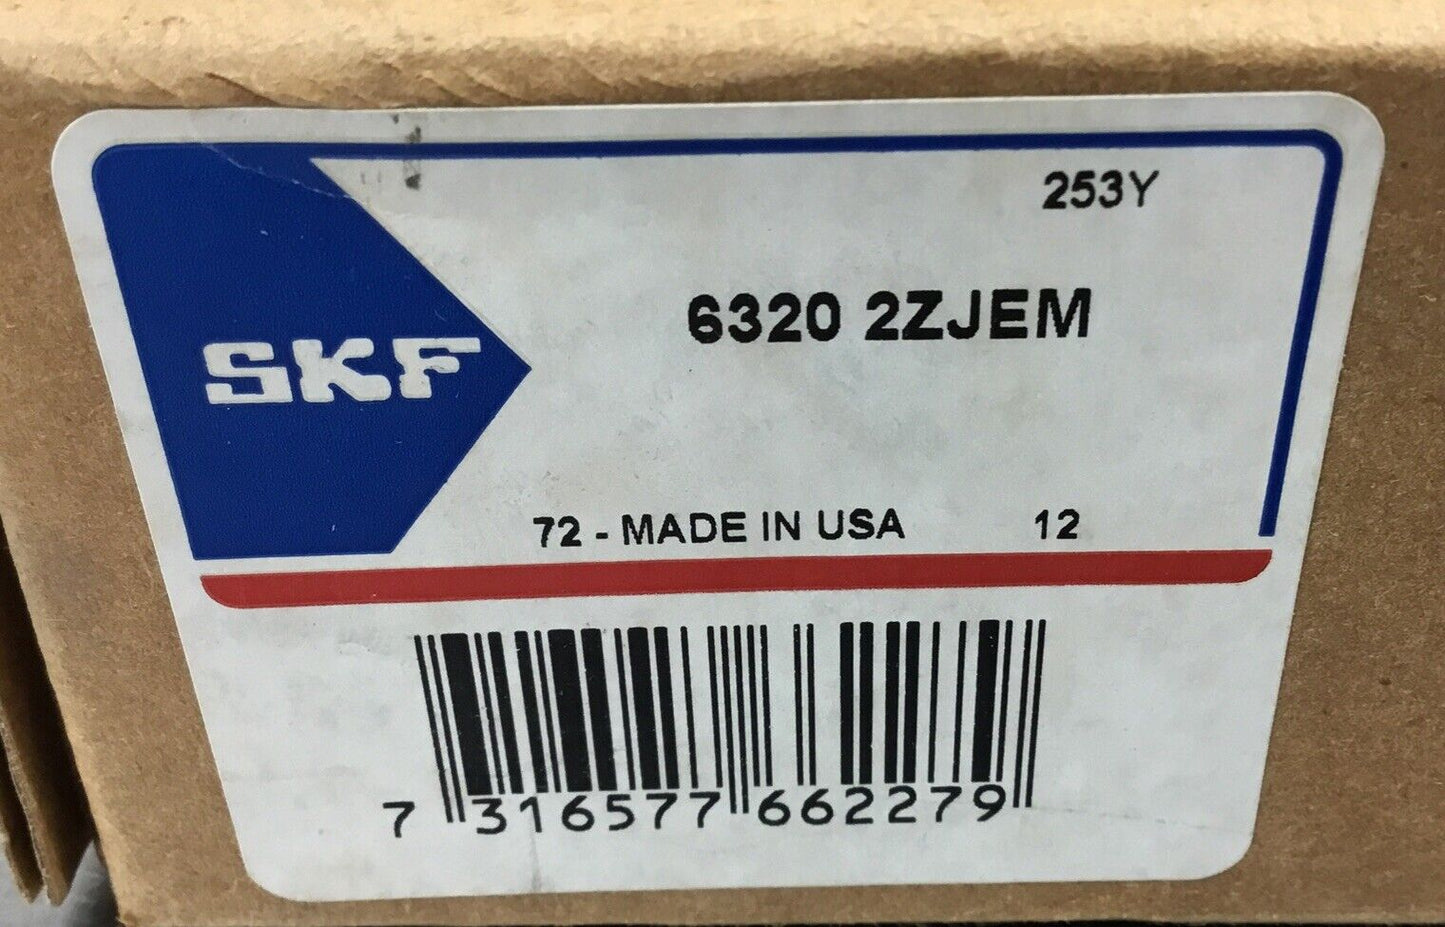 253Y
SKF
6320 2ZJEM
72 - MADE IN USA 12
7 316577 662279